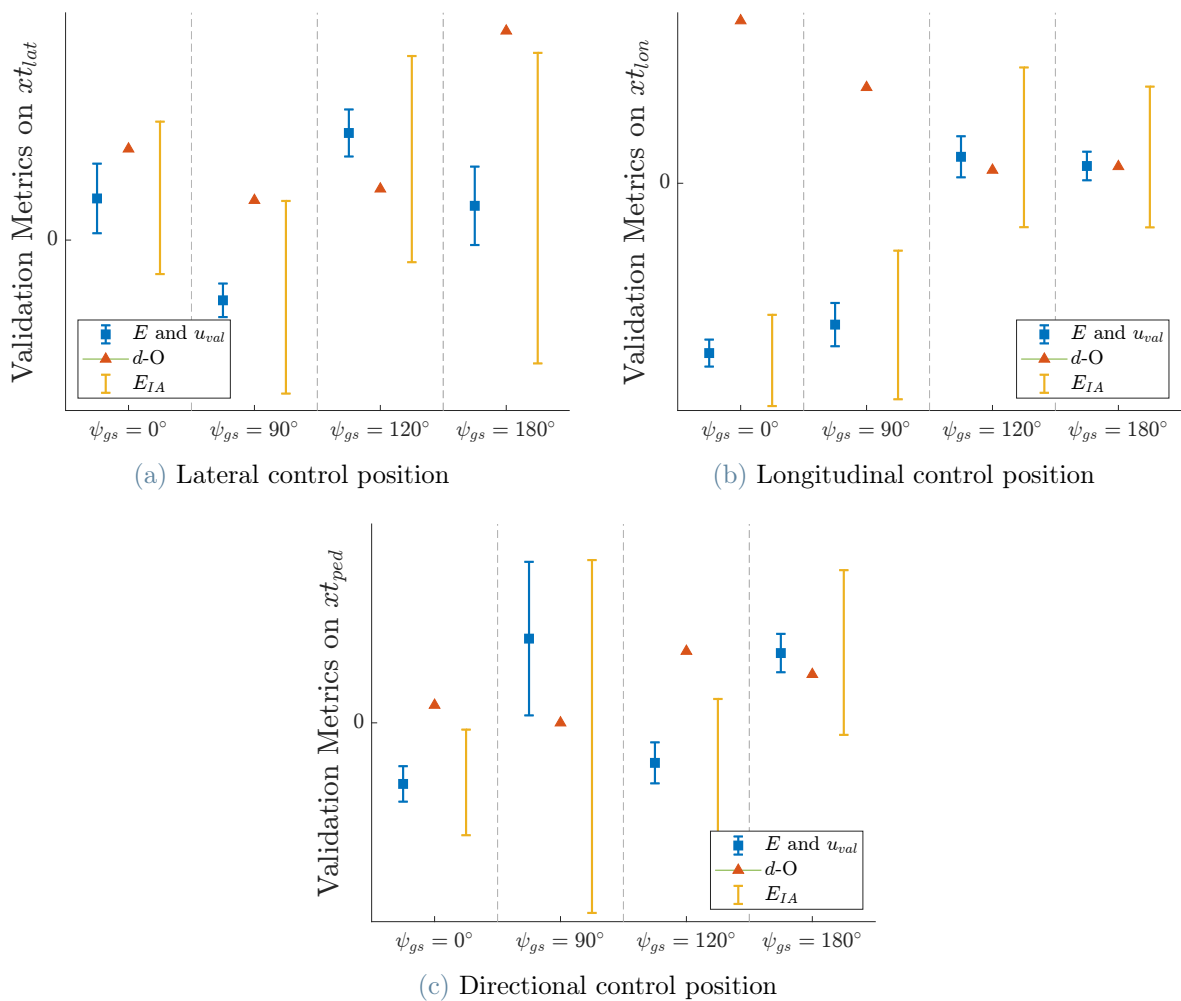 Validation Metrics on xt_lat
0
E and u_val
d-O
E_IA
ψ_gs = 0° ψ_gs = 90° ψ_gs = 120° ψ_gs = 180°
(a) Lateral control position
Validation Metrics on xt_lon
0
E and u_val
d-O
E_IA
ψ_gs = 0° ψ_gs = 90° ψ_gs = 120° ψ_gs = 180°
(b) Longitudinal control position
Validation Metrics on xt_ped
0
E and u_val
d-O
E_IA
ψ_gs = 0° ψ_gs = 90° ψ_gs = 120° ψ_gs = 180°
(c) Directional control position